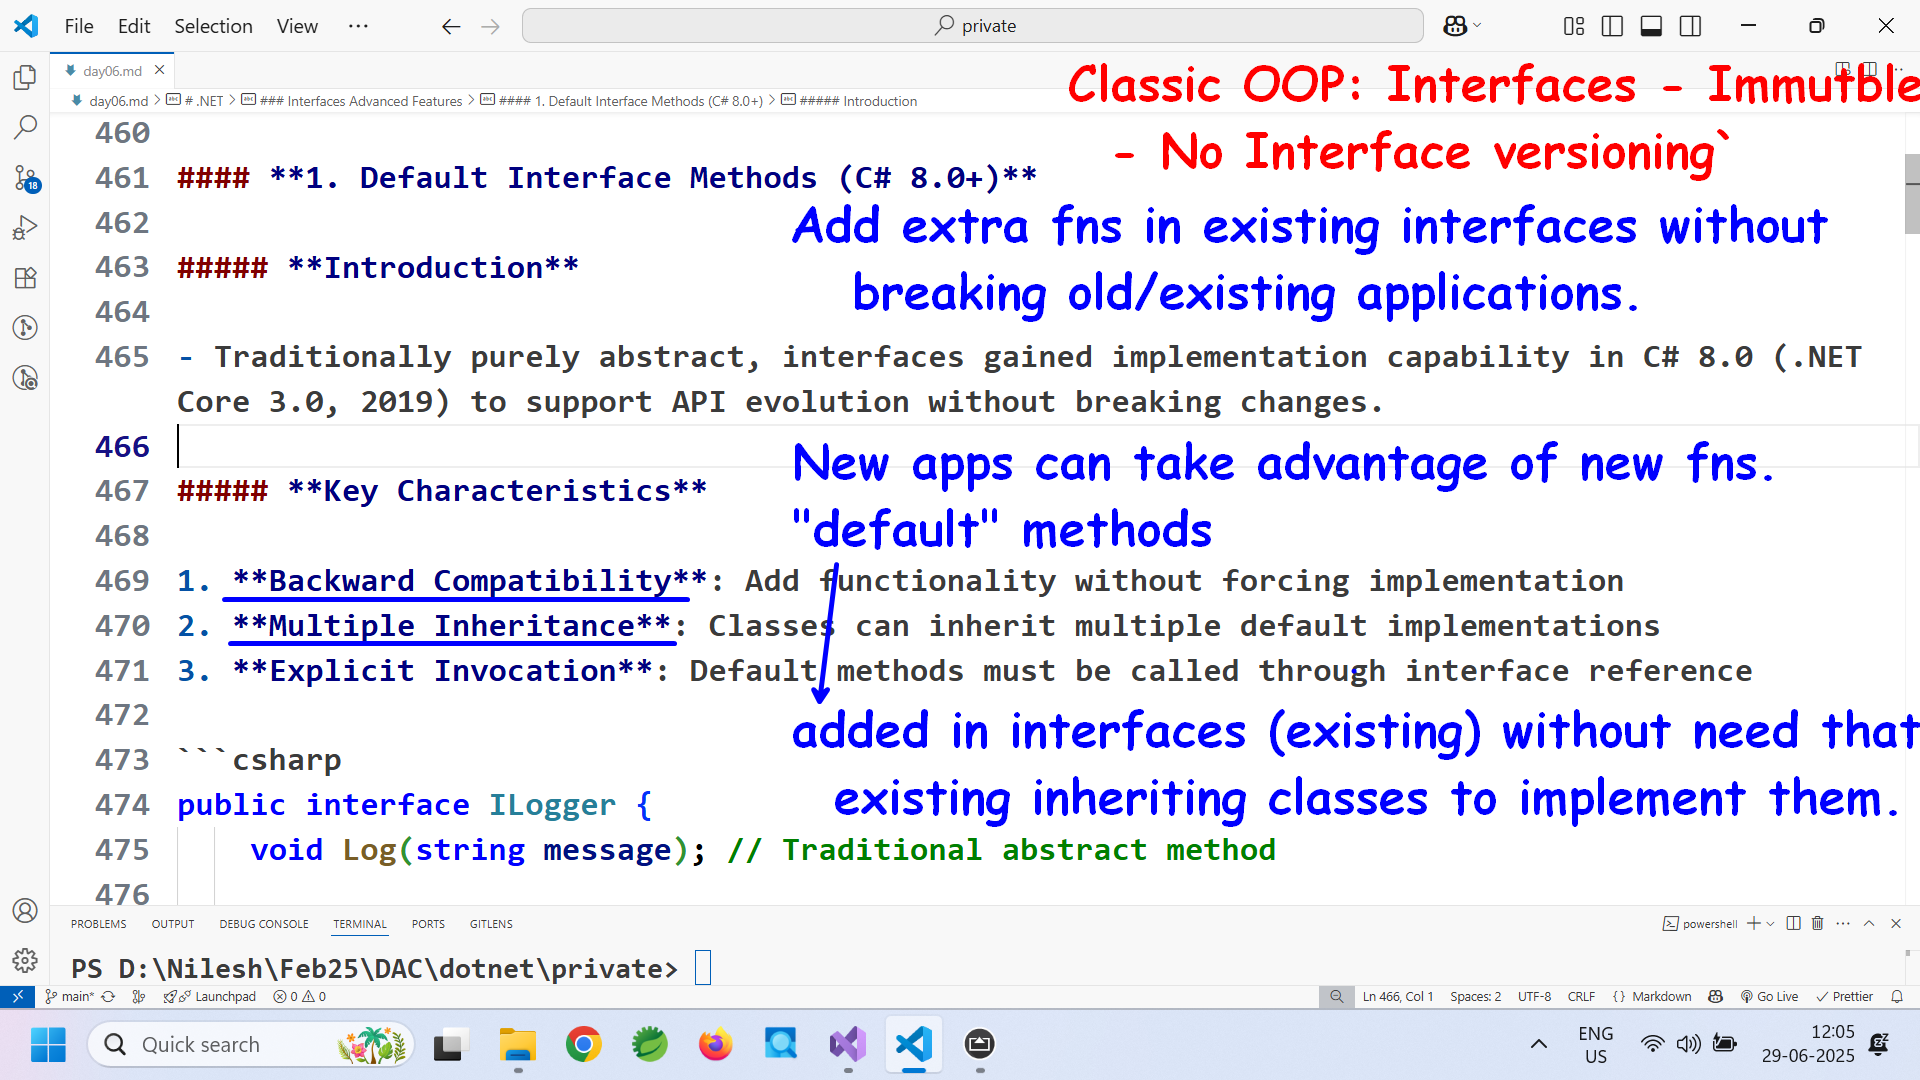 File Edit Selection View ··· private
day06.md
day06.md > # .NET > ### Interfaces Advanced Features > #### 1. Default Interface Methods (C# 8.0+) > ##### Introduction
Classic OOP: Interfaces - Immutble
- No Interface versioning`
460
461 #### **1. Default Interface Methods (C# 8.0+)**
462
Add extra fns in existing interfaces without
463 ##### **Introduction**
breaking old/existing applications.
464
465 - Traditionally purely abstract, interfaces gained implementation capability in C# 8.0 (.NET
Core 3.0, 2019) to support API evolution without breaking changes.
466
New apps can take advantage of new fns.
467 ##### **Key Characteristics**
"default" methods
468
469 1. **Backward Compatibility**: Add functionality without forcing implementation
470 2. **Multiple Inheritance**: Classes can inherit multiple default implementations
471 3. **Explicit Invocation**: Default methods must be called through interface reference
472
added in interfaces (existing) without need that
473 ```csharp
existing inheriting classes to implement them.
474 public interface ILogger {
475 void Log(string message); // Traditional abstract method
476
18
PROBLEMS OUTPUT DEBUG CONSOLE TERMINAL PORTS GITLENS powershell
PS D:\Nilesh\Feb25\DAC\dotnet\private>
main* Launchpad 0 0 Ln 466, Col 1 Spaces: 2 UTF-8 CRLF {} Markdown Go Live Prettier
Quick search
ENG
US
12:05
29-06-2025